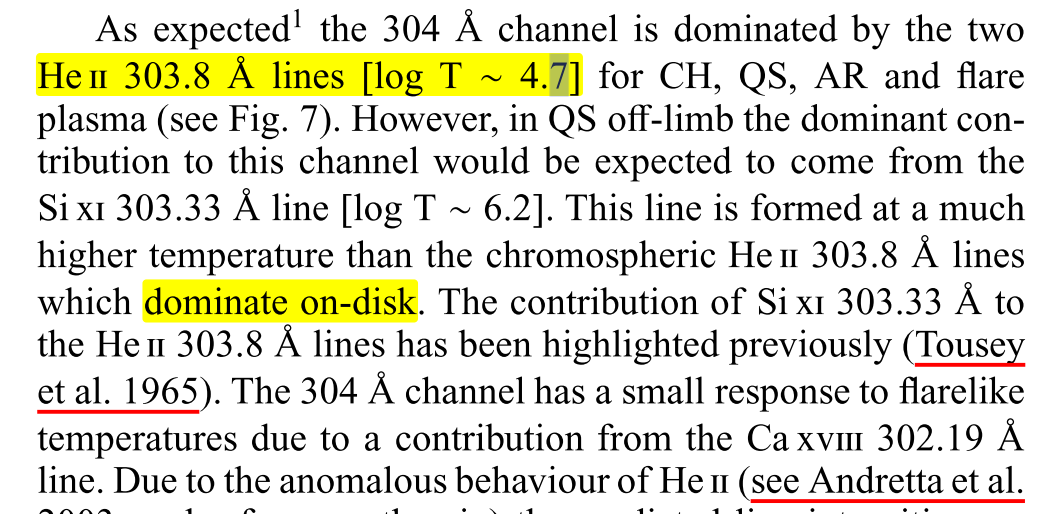 As expected¹ the 304 Å channel is dominated by the two
He II 303.8 Å lines [log T ∼ 4.7] for CH, QS, AR and flare
plasma (see Fig. 7). However, in QS off-limb the dominant con-
tribution to this channel would be expected to come from the
Si XI 303.33 Å line [log T ∼ 6.2]. This line is formed at a much
higher temperature than the chromospheric He II 303.8 Å lines
which dominate on-disk. The contribution of Si XI 303.33 Å to
the He II 303.8 Å lines has been highlighted previously (Tousey
et al. 1965). The 304 Å channel has a small response to flarelike
temperatures due to a contribution from the Ca XVIII 302.19 Å
line. Due to the anomalous behaviour of He II (see Andretta et al.